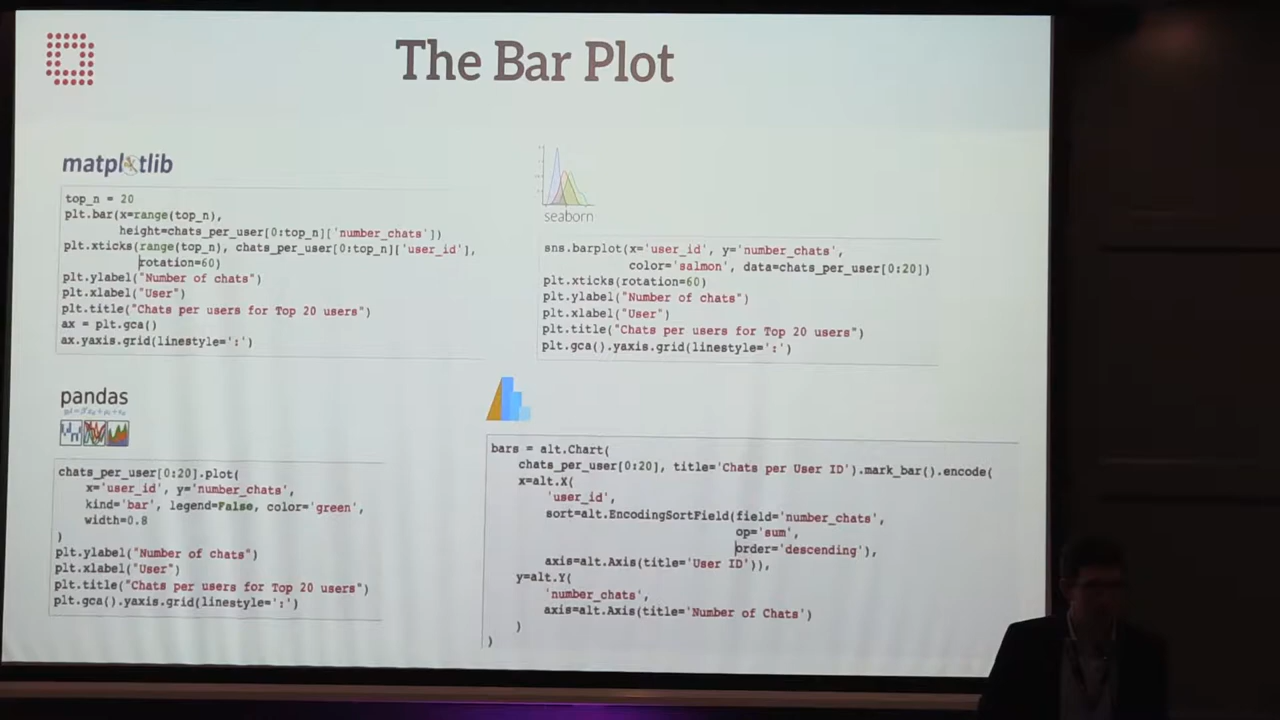 The Bar Plot
matplotlib
top_n = 20
plt.bar(x=range(top_n),
        height=chats_per_user[0:top_n]['number_chats'])
plt.xticks(range(top_n), chats_per_user[0:top_n]['user_id'],
           rotation=60)
plt.ylabel("Number of chats")
plt.xlabel("User")
plt.title("Chats per users for Top 20 users")
ax = plt.gca()
ax.yaxis.grid(linestyle=':')
seaborn
sns.barplot(x='user_id', y='number_chats',
            color='salmon', data=chats_per_user[0:20])
plt.xticks(rotation=60)
plt.ylabel("Number of chats")
plt.xlabel("User")
plt.title("Chats per users for Top 20 users")
plt.gca().yaxis.grid(linestyle=':')
pandas
chats_per_user[0:20].plot(
    x='user_id', y='number_chats',
    kind='bar', legend=False, color='green',
    width=0.8
)
plt.ylabel("Number of chats")
plt.xlabel("User")
plt.title("Chats per users for Top 20 users")
plt.gca().yaxis.grid(linestyle=':')
bars = alt.Chart(
    chats_per_user[0:20], title='Chats per User ID').mark_bar().encode(
    x=alt.X(
        'user_id',
        sort=alt.EncodingSortField(field='number_chats',
                                   op='sum',
                                   order='descending'),
        axis=alt.Axis(title='User ID')),
    y=alt.Y(
        'number_chats',
        axis=alt.Axis(title='Number of Chats')
    )
)